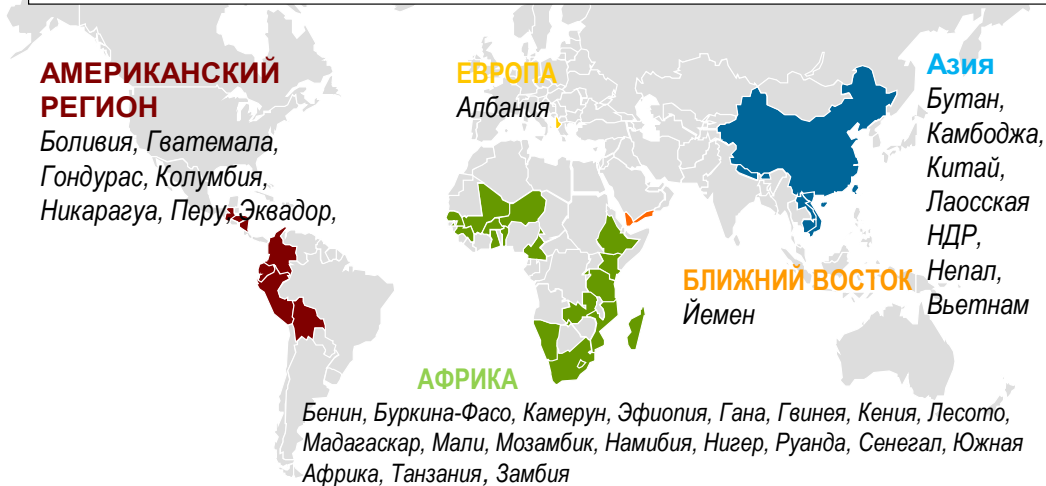 АМЕРИКАНСКИЙ
РЕГИОН
Боливия, Гватемала,
Гондурас, Колумбия,
Никарагуа, Перу, Эквадор,
ЕВРОПА
Албания
Азия
Бутан,
Камбоджа,
Китай,
Лаосская
НДР,
Непал,
Вьетнам
БЛИЖНИЙ ВОСТОК
Йемен
АФРИКА
Бенин, Буркина-Фасо, Камерун, Эфиопия, Гана, Гвинея, Кения, Лесото,
Мадагаскар, Мали, Мозамбик, Намибия, Нигер, Руанда, Сенегал, Южная
Африка, Танзания, Замбия